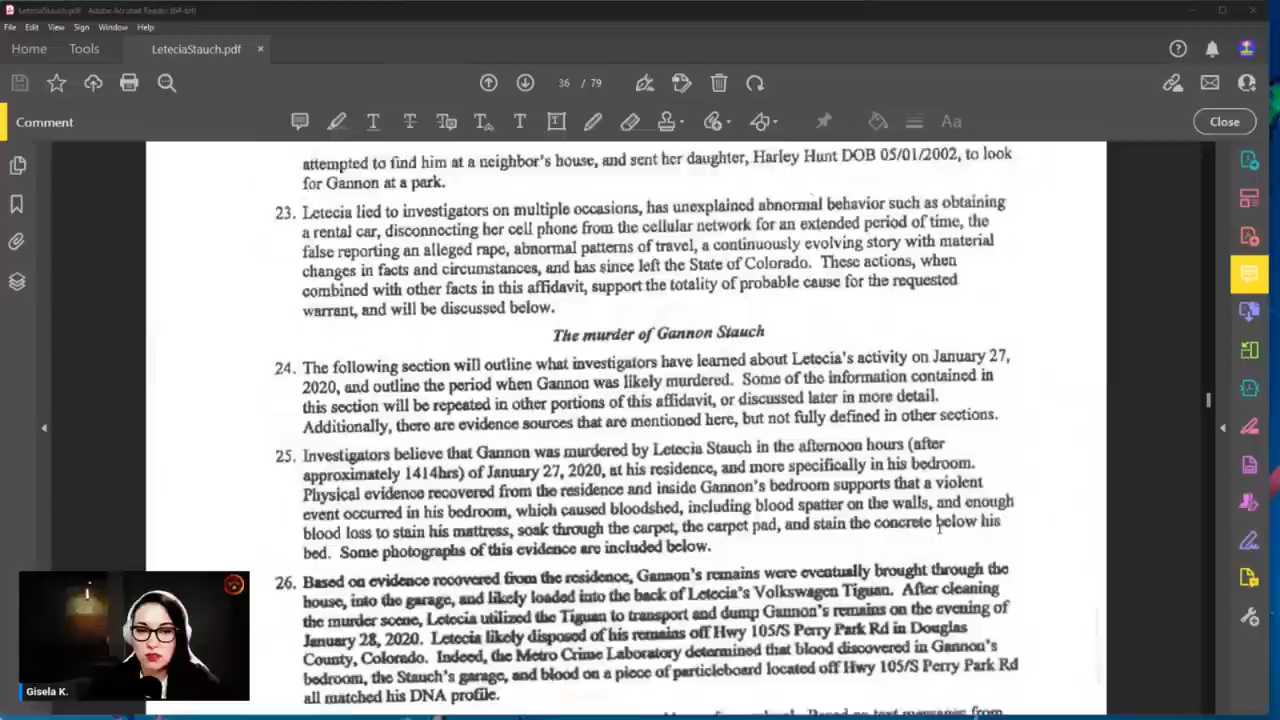 LeteciaStauch.pdf - Adobe Acrobat Reader (64-bit)
File Edit View Sign Window Help
Home Tools LeteciaStauch.pdf ×
36 / 79
Comment
Close
attempted to find him at a neighbor's house, and sent her daughter, Harley Hunt DOB 05/01/2002, to look
for Gannon at a park.
23. Letecia lied to investigators on multiple occasions, has unexplained abnormal behavior such as obtaining
a rental car, disconnecting her cell phone from the cellular network for an extended period of time, the
false reporting an alleged rape, abnormal patterns of travel, a continuously evolving story with material
changes in facts and circumstances, and has since left the State of Colorado. These actions, when
combined with other facts in this affidavit, support the totality of probable cause for the requested
warrant, and will be discussed below.
The murder of Gannon Stauch
24. The following section will outline what investigators have learned about Letecia's activity on January 27,
2020, and outline the period when Gannon was likely murdered. Some of the information contained in
this section will be repeated in other portions of this affidavit, or discussed later in more detail.
Additionally, there are evidence sources that are mentioned here, but not fully defined in other sections.
25. Investigators believe that Gannon was murdered by Letecia Stauch in the afternoon hours (after
approximately 1414hrs) of January 27, 2020, at his residence, and more specifically in his bedroom.
Physical evidence recovered from the residence and inside Gannon's bedroom supports that a violent
event occurred in his bedroom, which caused bloodshed, including blood spatter on the walls, and enough
blood loss to stain his mattress, soak through the carpet, the carpet pad, and stain the concrete below his
bed. Some photographs of this evidence are included below.
26. Based on evidence recovered from the residence, Gannon's remains were eventually brought through the
house, into the garage, and likely loaded into the back of Letecia's Volkswagen Tiguan. After cleaning
the murder scene, Letecia utilized the Tiguan to transport and dump Gannon's remains on the evening of
January 28, 2020. Letecia likely disposed of his remains off Hwy 105/S Perry Park Rd in Douglas
County, Colorado. Indeed, the Metro Crime Laboratory determined that blood discovered in Gannon's
bedroom, the Stauch's garage, and blood on a piece of particleboard located off Hwy 105/S Perry Park Rd
all matched his DNA profile.
Based on text messages from
Gisela K.